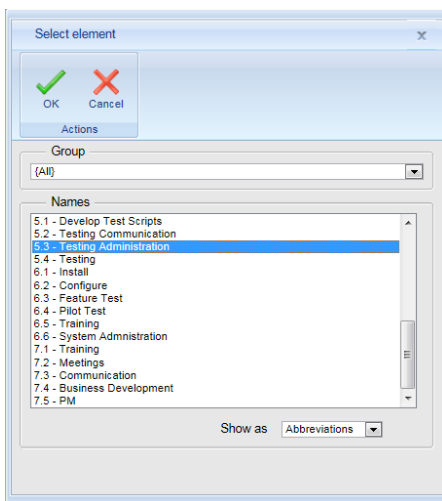 Select element
x
OK Cancel
Actions
Group
{All}
Names
5.1 - Develop Test Scripts
5.2 - Testing Communication
5.3 - Testing Administration
5.4 - Testing
6.1 - Install
6.2 - Configure
6.3 - Feature Test
6.4 - Pilot Test
6.5 - Training
6.6 - System Admnistration
7.1 - Training
7.2 - Meetings
7.3 - Communication
7.4 - Business Development
7.5 - PM
Show as Abbreviations